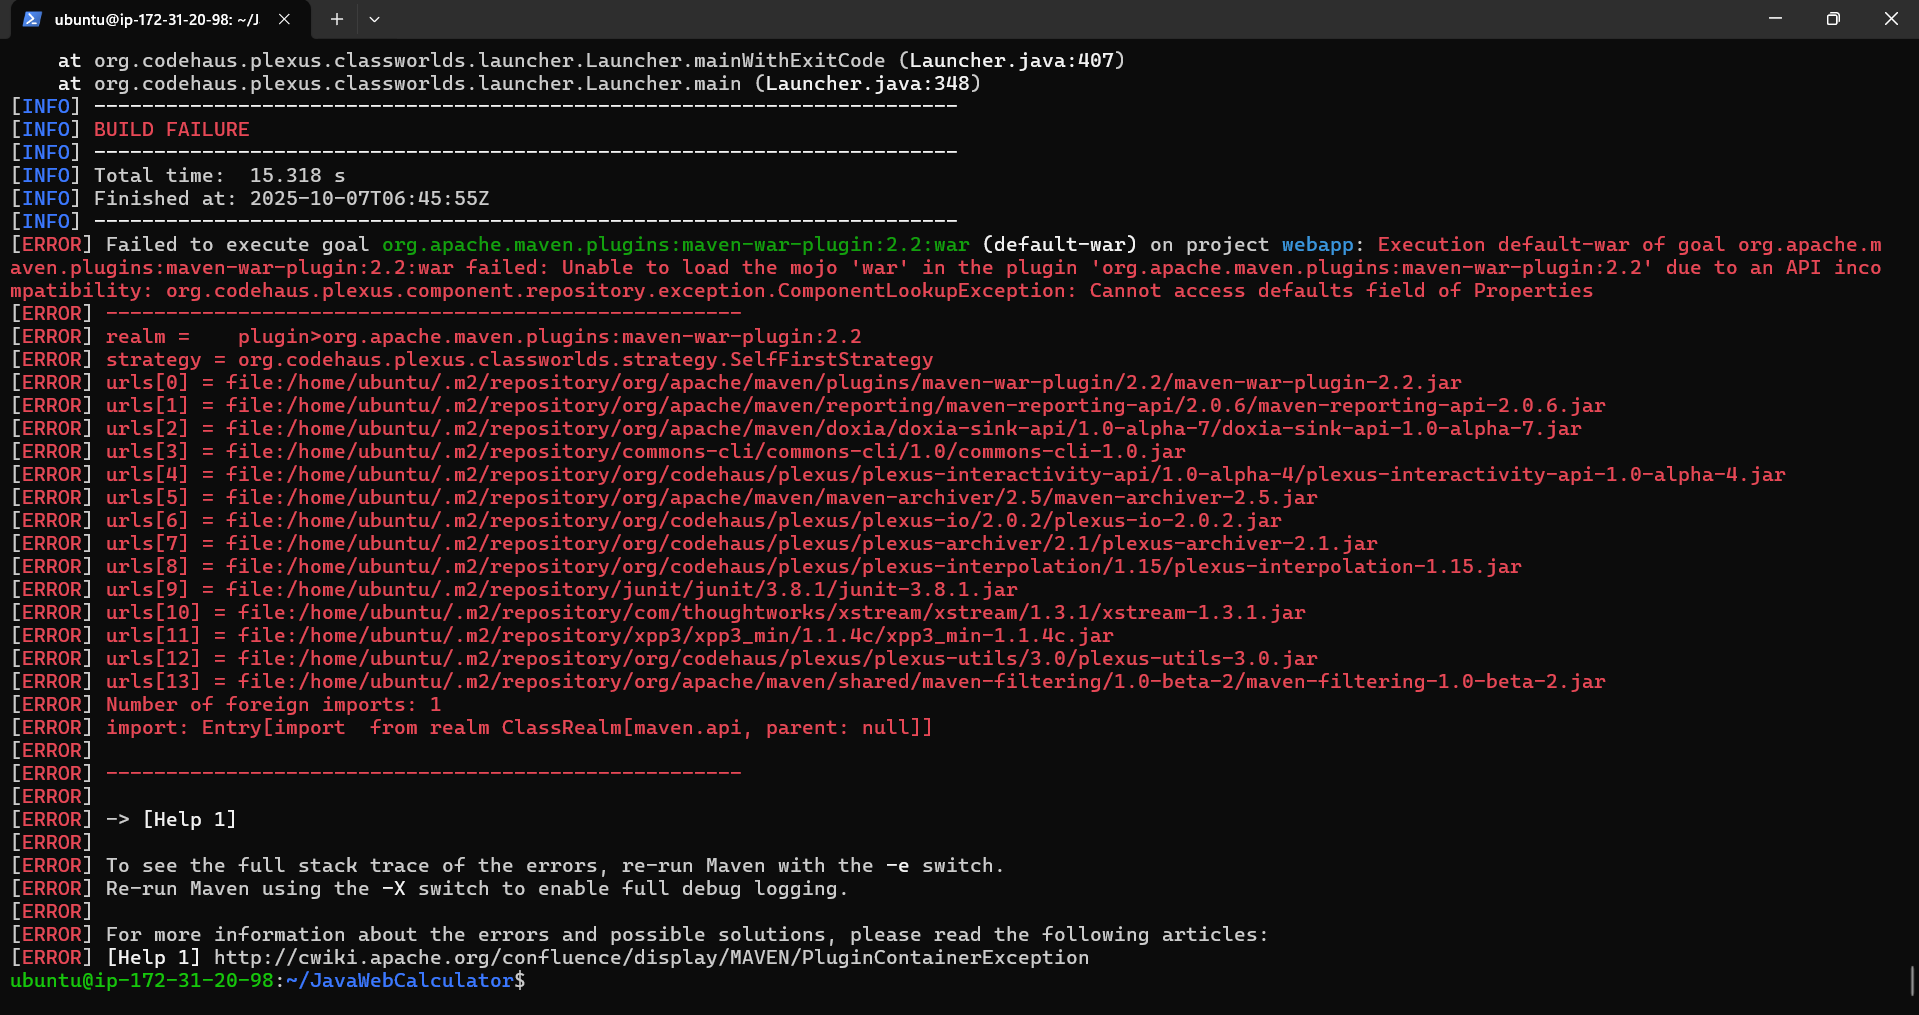 ubuntu@ip-172-31-20-98: ~/J
    at org.codehaus.plexus.classworlds.launcher.Launcher.mainWithExitCode (Launcher.java:407)
    at org.codehaus.plexus.classworlds.launcher.Launcher.main (Launcher.java:348)
[INFO] ------------------------------------------------------------------------
[INFO] BUILD FAILURE
[INFO] ------------------------------------------------------------------------
[INFO] Total time:  15.318 s
[INFO] Finished at: 2025-10-07T06:45:55Z
[INFO] ------------------------------------------------------------------------
[ERROR] Failed to execute goal org.apache.maven.plugins:maven-war-plugin:2.2:war (default-war) on project webapp: Execution default-war of goal org.apache.m
aven.plugins:maven-war-plugin:2.2:war failed: Unable to load the mojo 'war' in the plugin 'org.apache.maven.plugins:maven-war-plugin:2.2' due to an API inco
mpatibility: org.codehaus.plexus.component.repository.exception.ComponentLookupException: Cannot access defaults field of Properties
[ERROR] -----------------------------------------------------
[ERROR] realm =    plugin>org.apache.maven.plugins:maven-war-plugin:2.2
[ERROR] strategy = org.codehaus.plexus.classworlds.strategy.SelfFirstStrategy
[ERROR] urls[0] = file:/home/ubuntu/.m2/repository/org/apache/maven/plugins/maven-war-plugin/2.2/maven-war-plugin-2.2.jar
[ERROR] urls[1] = file:/home/ubuntu/.m2/repository/org/apache/maven/reporting/maven-reporting-api/2.0.6/maven-reporting-api-2.0.6.jar
[ERROR] urls[2] = file:/home/ubuntu/.m2/repository/org/apache/maven/doxia/doxia-sink-api/1.0-alpha-7/doxia-sink-api-1.0-alpha-7.jar
[ERROR] urls[3] = file:/home/ubuntu/.m2/repository/commons-cli/commons-cli/1.0/commons-cli-1.0.jar
[ERROR] urls[4] = file:/home/ubuntu/.m2/repository/org/codehaus/plexus/plexus-interactivity-api/1.0-alpha-4/plexus-interactivity-api-1.0-alpha-4.jar
[ERROR] urls[5] = file:/home/ubuntu/.m2/repository/org/apache/maven/maven-archiver/2.5/maven-archiver-2.5.jar
[ERROR] urls[6] = file:/home/ubuntu/.m2/repository/org/codehaus/plexus/plexus-io/2.0.2/plexus-io-2.0.2.jar
[ERROR] urls[7] = file:/home/ubuntu/.m2/repository/org/codehaus/plexus/plexus-archiver/2.1/plexus-archiver-2.1.jar
[ERROR] urls[8] = file:/home/ubuntu/.m2/repository/org/codehaus/plexus/plexus-interpolation/1.15/plexus-interpolation-1.15.jar
[ERROR] urls[9] = file:/home/ubuntu/.m2/repository/junit/junit/3.8.1/junit-3.8.1.jar
[ERROR] urls[10] = file:/home/ubuntu/.m2/repository/com/thoughtworks/xstream/xstream/1.3.1/xstream-1.3.1.jar
[ERROR] urls[11] = file:/home/ubuntu/.m2/repository/xpp3/xpp3_min/1.1.4c/xpp3_min-1.1.4c.jar
[ERROR] urls[12] = file:/home/ubuntu/.m2/repository/org/codehaus/plexus/plexus-utils/3.0/plexus-utils-3.0.jar
[ERROR] urls[13] = file:/home/ubuntu/.m2/repository/org/apache/maven/shared/maven-filtering/1.0-beta-2/maven-filtering-1.0-beta-2.jar
[ERROR] Number of foreign imports: 1
[ERROR] import: Entry[import  from realm ClassRealm[maven.api, parent: null]]
[ERROR]
[ERROR] -----------------------------------------------------
[ERROR]
[ERROR] -> [Help 1]
[ERROR]
[ERROR] To see the full stack trace of the errors, re-run Maven with the -e switch.
[ERROR] Re-run Maven using the -X switch to enable full debug logging.
[ERROR]
[ERROR] For more information about the errors and possible solutions, please read the following articles:
[ERROR] [Help 1] http://cwiki.apache.org/confluence/display/MAVEN/PluginContainerException
ubuntu@ip-172-31-20-98:~/JavaWebCalculator$